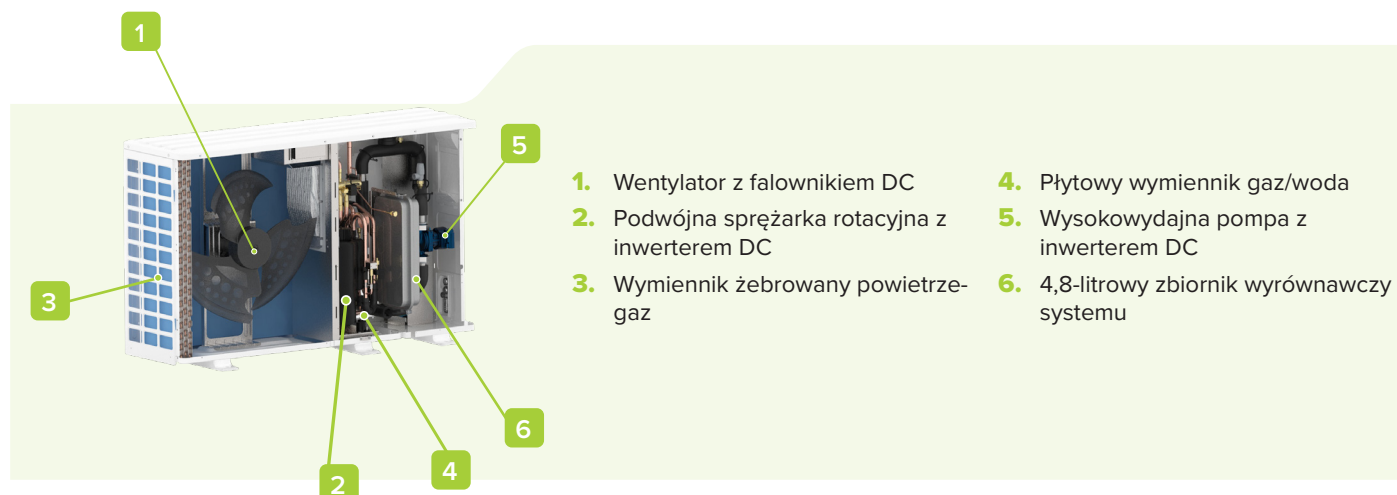 1
5
3
6
4
2
1. Wentylator z falownikiem DC
2. Podwójna sprężarka rotacyjna z
inwerterem DC
3. Wymiennik żebrowany powietrze-
gaz
4. Płytowy wymiennik gaz/woda
5. Wysokowydajna pompa z
inwerterem DC
6. 4,8-litrowy zbiornik wyrównawczy
systemu